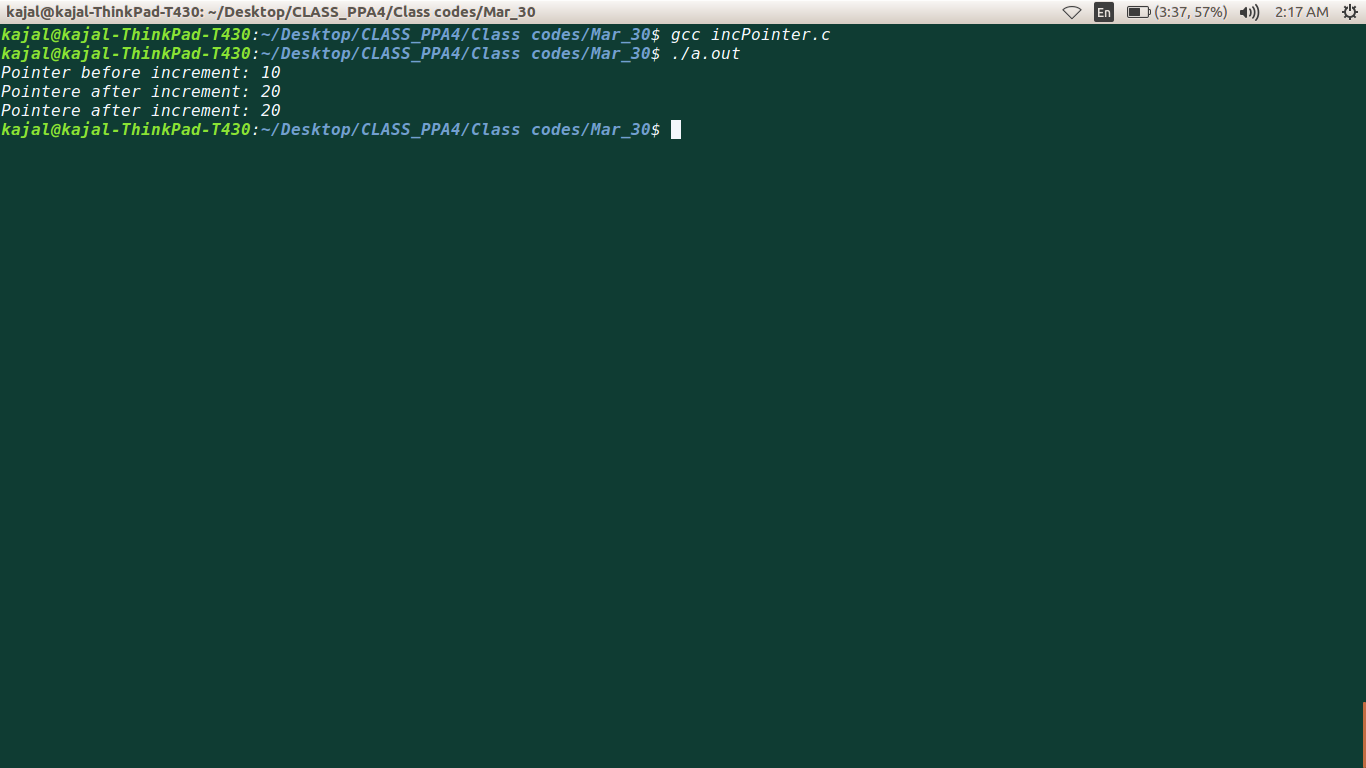 kajal@kajal-ThinkPad-T430: ~/Desktop/CLASS_PPA4/Class codes/Mar_30 En (3:37, 57%) 2:17 AM
kajal@kajal-ThinkPad-T430:~/Desktop/CLASS_PPA4/Class codes/Mar_30$ gcc incPointer.c
kajal@kajal-ThinkPad-T430:~/Desktop/CLASS_PPA4/Class codes/Mar_30$ ./a.out
Pointer before increment: 10
Pointere after increment: 20
Pointere after increment: 20
kajal@kajal-ThinkPad-T430:~/Desktop/CLASS_PPA4/Class codes/Mar_30$